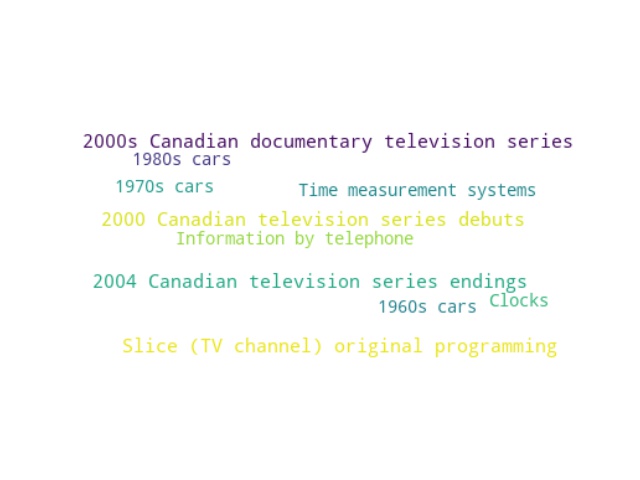 2000s Canadian documentary television series
1980s cars
1970s cars
Time measurement systems
2000 Canadian television series debuts
Information by telephone
2004 Canadian television series endings
Clocks
1960s cars
Slice (TV channel) original programming